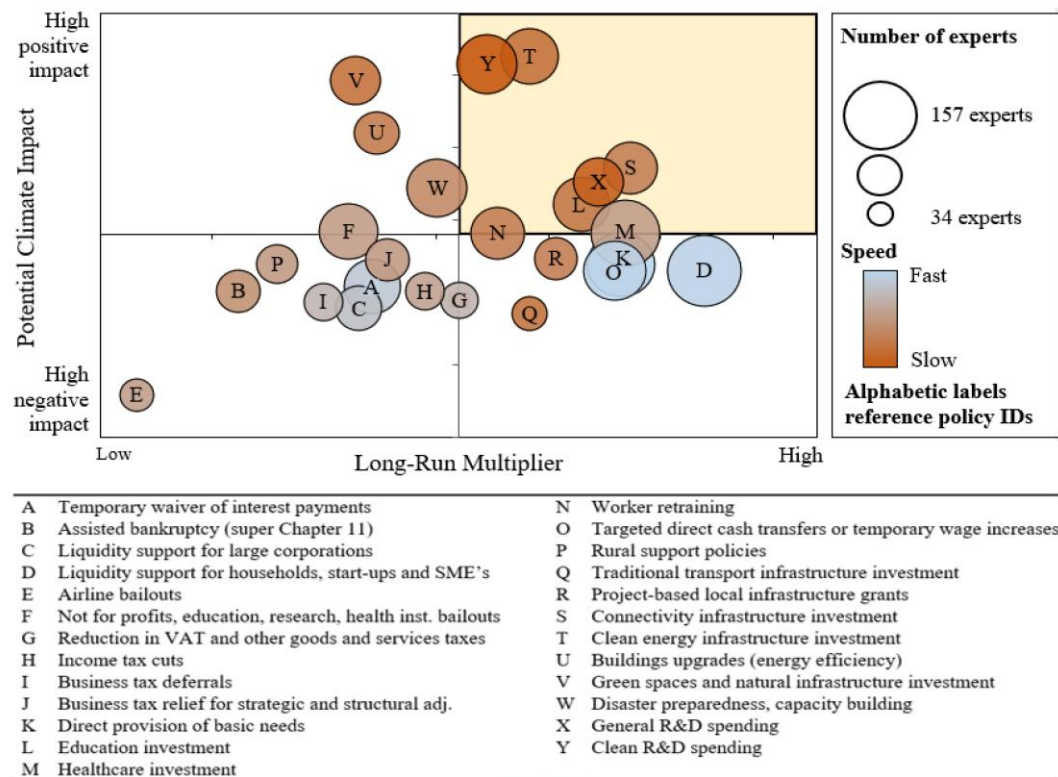 High
positive
impact
Potential Climate Impact
High
negative
impact
Y
T
V
U
S
X
W
L
F
N
M
J
R
K
P
O
D
B
A
H
I
C
G
Q
E
Low
Long-Run Multiplier
High
Number of experts
157 experts
34 experts
Speed
Fast
Slow
Alphabetic labels
reference policy IDs
A Temporary waiver of interest payments
B Assisted bankruptcy (super Chapter 11)
C Liquidity support for large corporations
D Liquidity support for households, start-ups and SME's
E Airline bailouts
F Not for profits, education, research, health inst. bailouts
G Reduction in VAT and other goods and services taxes
H Income tax cuts
I Business tax deferrals
J Business tax relief for strategic and structural adj.
K Direct provision of basic needs
L Education investment
M Healthcare investment
N Worker retraining
O Targeted direct cash transfers or temporary wage increases
P Rural support policies
Q Traditional transport infrastructure investment
R Project-based local infrastructure grants
S Connectivity infrastructure investment
T Clean energy infrastructure investment
U Buildings upgrades (energy efficiency)
V Green spaces and natural infrastructure investment
W Disaster preparedness, capacity building
X General R&D spending
Y Clean R&D spending